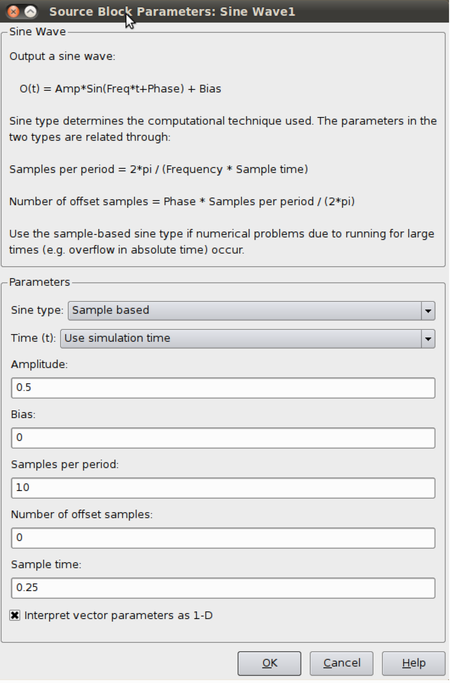 Source Block Parameters: Sine Wave1
Sine Wave
Output a sine wave:
O(t) = Amp*Sin(Freq*t+Phase) + Bias
Sine type determines the computational technique used. The parameters in the
two types are related through:
Samples per period = 2*pi / (Frequency * Sample time)
Number of offset samples = Phase * Samples per period / (2*pi)
Use the sample-based sine type if numerical problems due to running for large
times (e.g. overflow in absolute time) occur.
Parameters
Sine type: Sample based
Time (t): Use simulation time
Amplitude:
0.5
Bias:
0
Samples per period:
10
Number of offset samples:
0
Sample time:
0.25
Interpret vector parameters as 1-D
OK Cancel Help